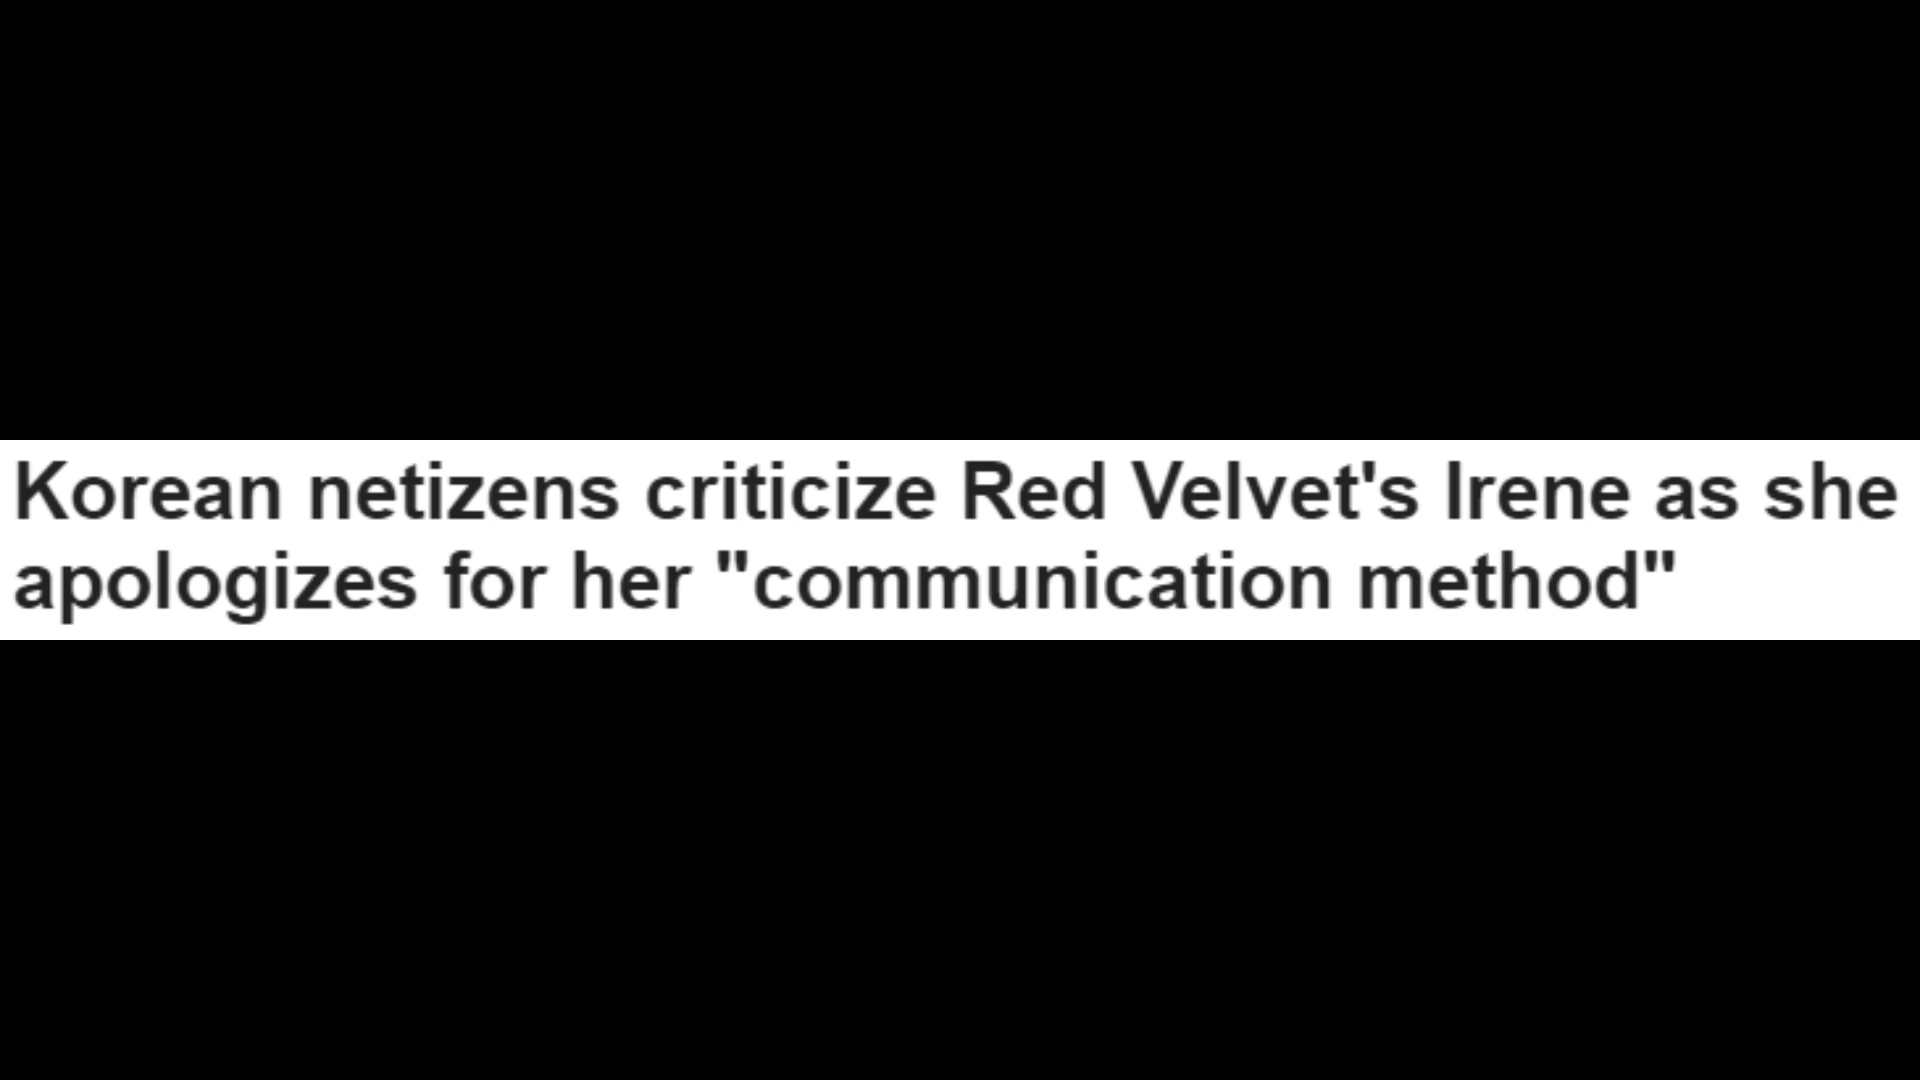 Korean netizens criticize Red Velvet's Irene as she
apologizes for her "communication method"